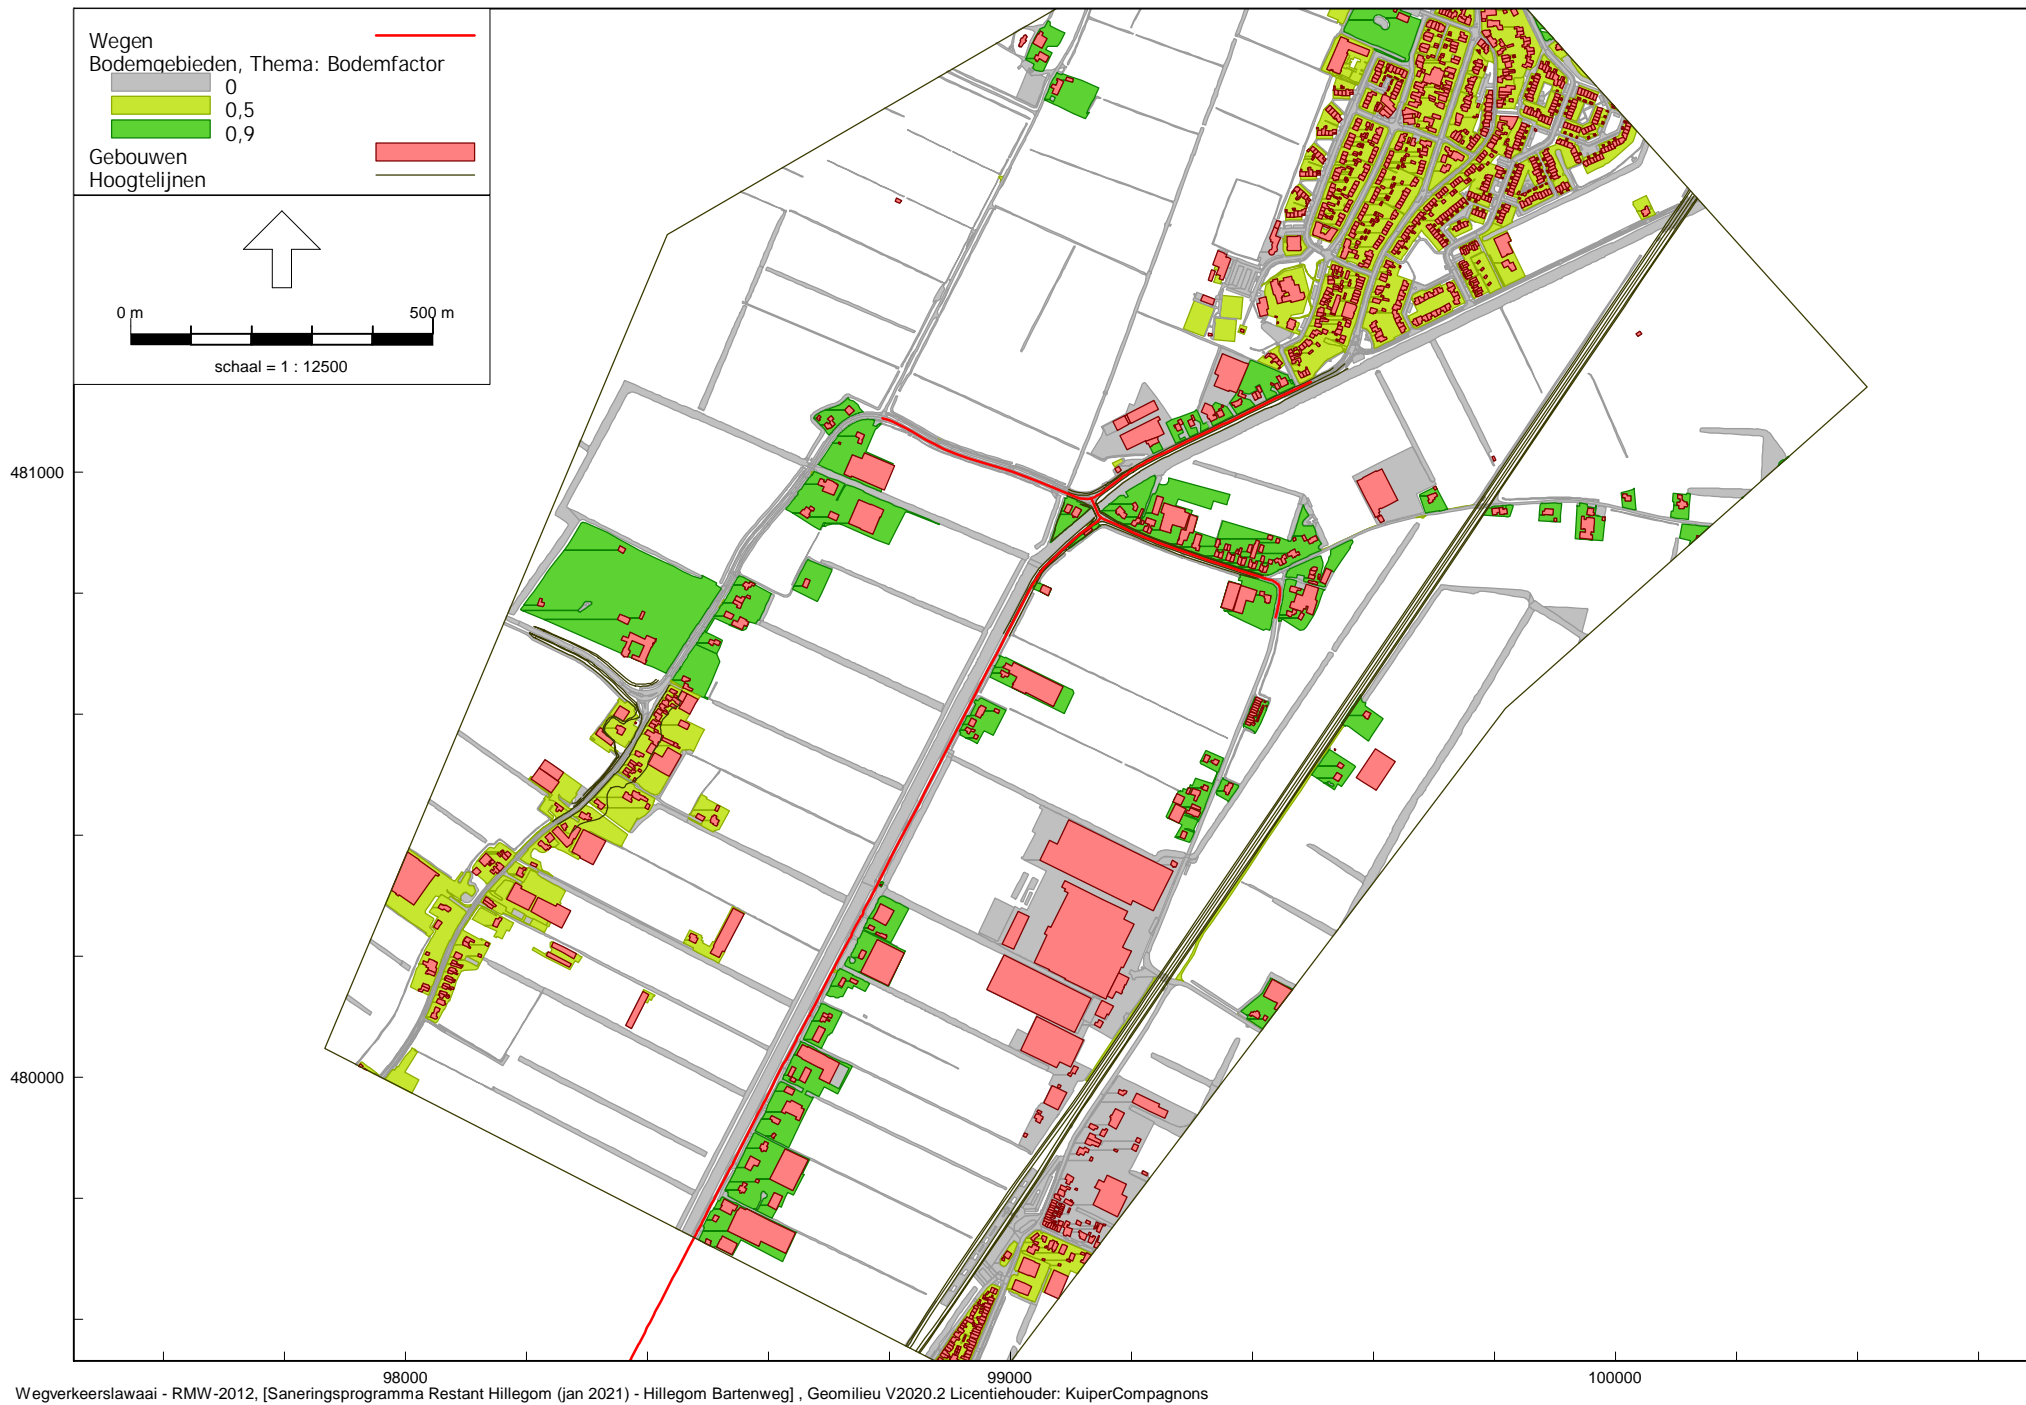 Wegen
Bodemgebieden, Thema: Bodemfactor
0
0,5
0,9
Gebouwen
Hoogtelijnen
0 m 500 m
schaal = 1 : 12500
481000
480000
98000 99000 100000
Wegverkeerslawaai - RMW-2012, [Saneringsprogramma Restant Hillegom (jan 2021) - Hillegom Bartenweg] , Geomilieu V2020.2 Licentiehouder: KuiperCompagnons